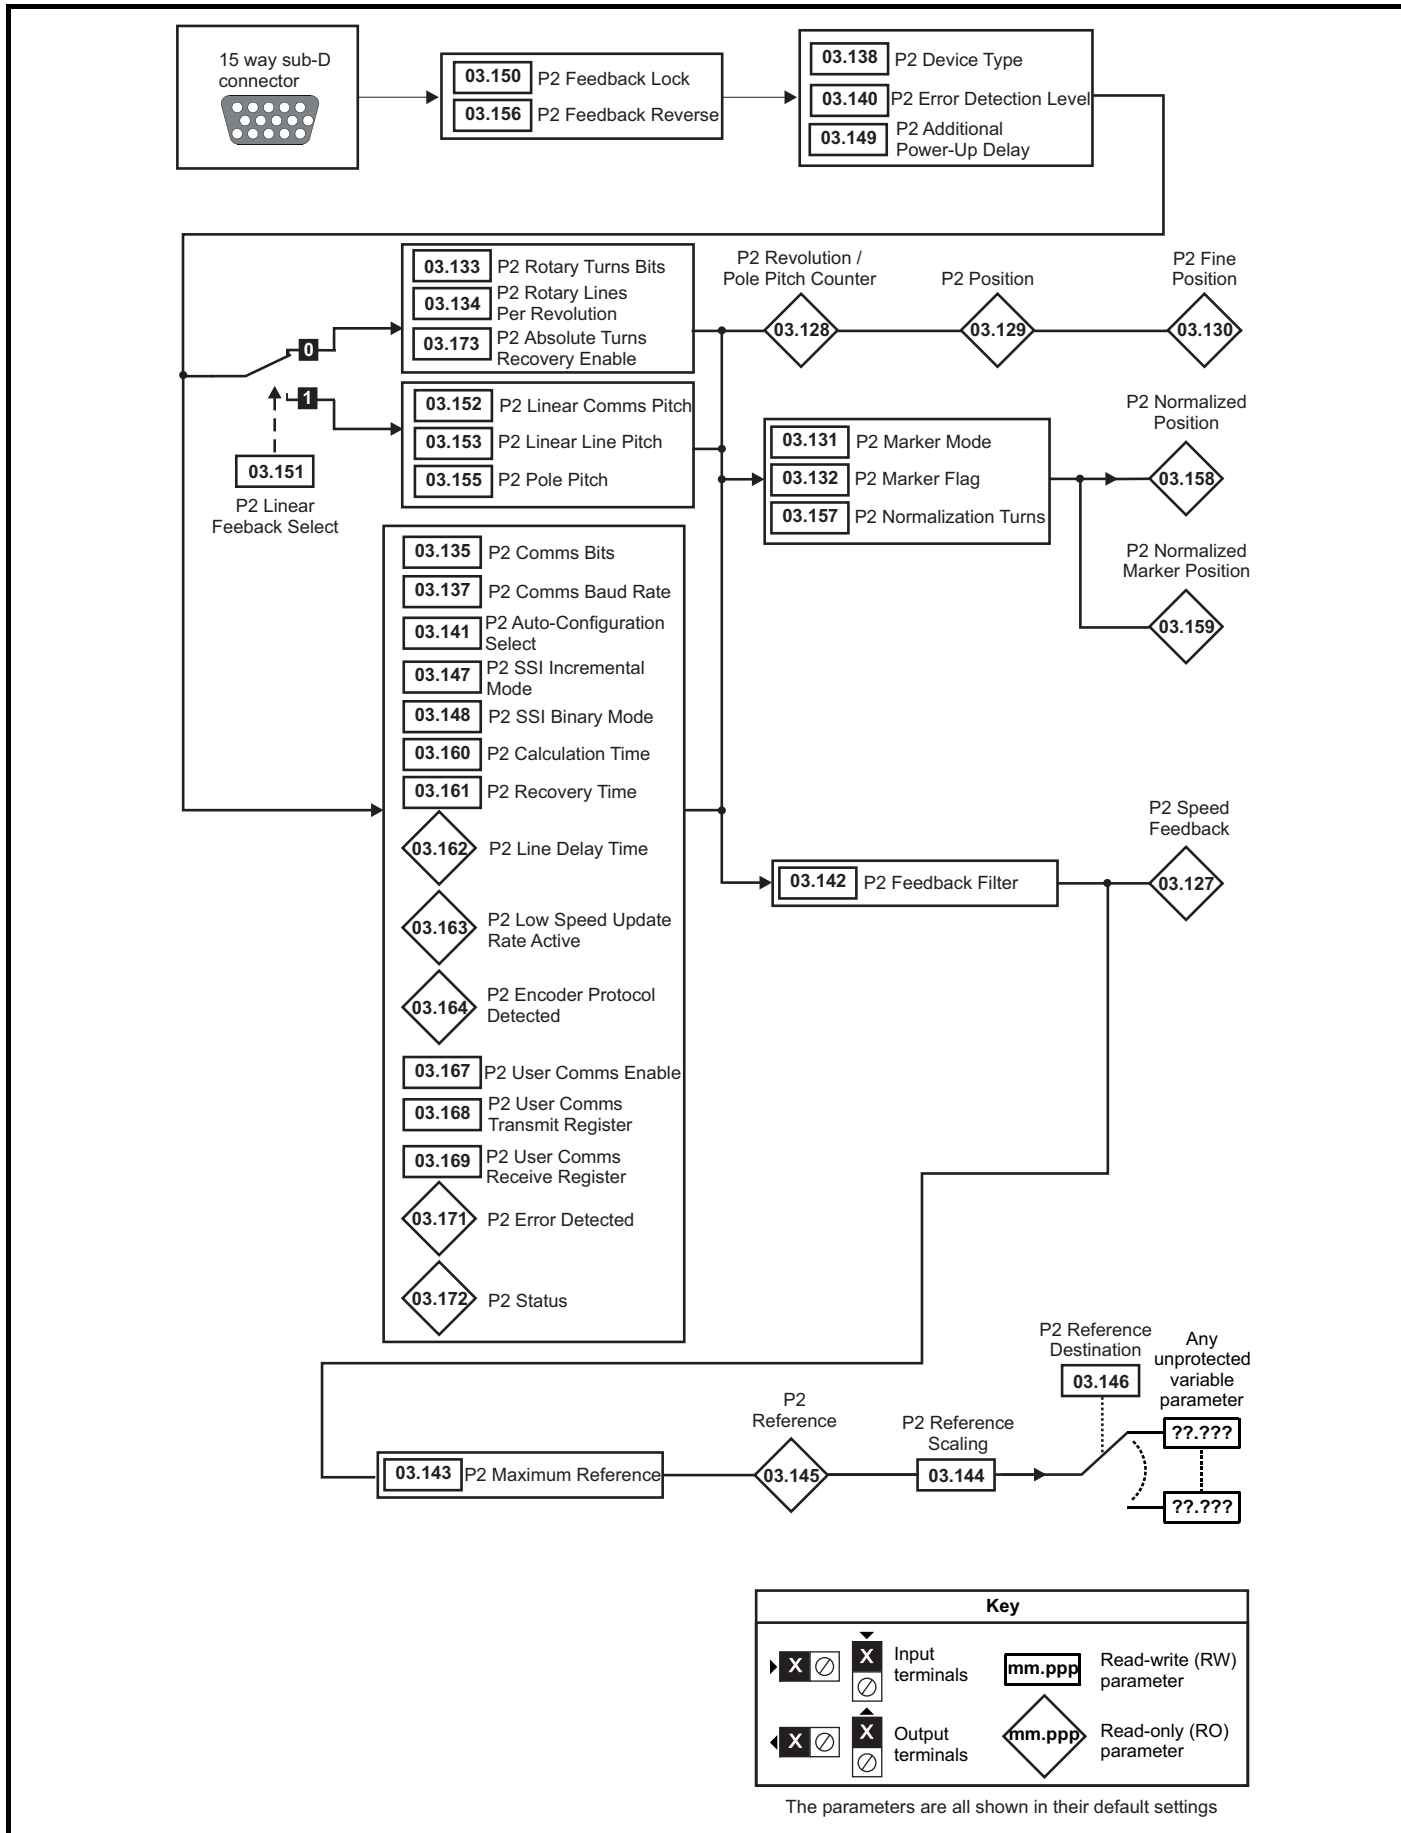 15 way sub-D
connector
03.150 P2 Feedback Lock
03.156 P2 Feedback Reverse
03.138 P2 Device Type
03.140 P2 Error Detection Level
03.149 P2 Additional
Power-Up Delay
03.133 P2 Rotary Turns Bits
03.134 P2 Rotary Lines
Per Revolution
03.173 P2 Absolute Turns
Recovery Enable
P2 Revolution /
Pole Pitch Counter
03.128
P2 Position
03.129
P2 Fine
Position
03.130
0
1
03.151
P2 Linear
Feeback Select
03.152 P2 Linear Comms Pitch
03.153 P2 Linear Line Pitch
03.155 P2 Pole Pitch
03.131 P2 Marker Mode
03.132 P2 Marker Flag
03.157 P2 Normalization Turns
P2 Normalized
Position
03.158
P2 Normalized
Marker Position
03.159
03.135 P2 Comms Bits
03.137 P2 Comms Baud Rate
03.141 P2 Auto-Configuration
Select
03.147 P2 SSI Incremental
Mode
03.148 P2 SSI Binary Mode
03.160 P2 Calculation Time
03.161 P2 Recovery Time
03.162 P2 Line Delay Time
03.163 P2 Low Speed Update
Rate Active
03.164 P2 Encoder Protocol
Detected
03.167 P2 User Comms Enable
03.168 P2 User Comms
Transmit Register
03.169 P2 User Comms
Receive Register
03.171 P2 Error Detected
03.172 P2 Status
03.142 P2 Feedback Filter
P2 Speed
Feedback
03.127
03.143 P2 Maximum Reference
P2
Reference
03.145
P2 Reference
Scaling
03.144
P2 Reference
Destination
03.146
Any
unprotected
variable
parameter
??.???
??.???
Key
X X Input
terminals
mm.ppp Read-write (RW)
parameter
X X Output
terminals
mm.ppp Read-only (RO)
parameter
The parameters are all shown in their default settings